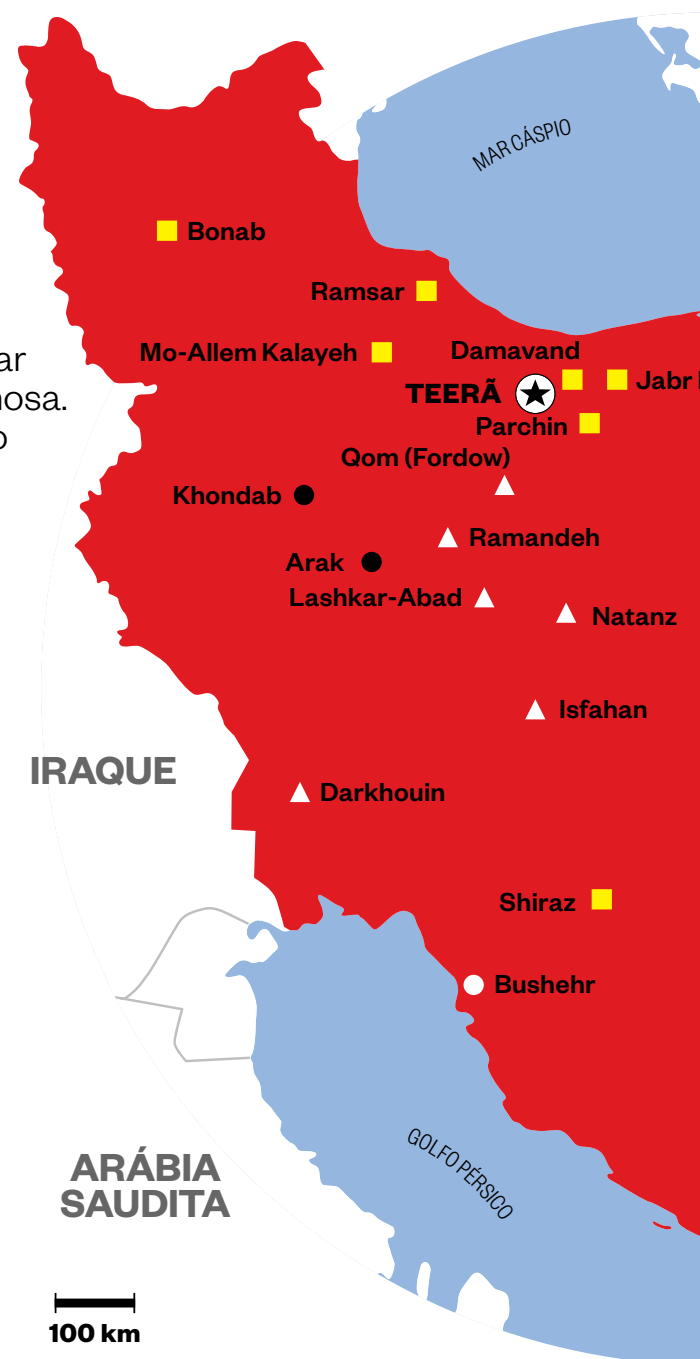 MAR CÁSPIO
Bonab
Ramsar
Mo-Allem Kalayeh
Damavand
TEERÃ
Jabr
Parchin
Qom (Fordow)
Khondab
Ramandeh
Arak
Lashkar-Abad
Natanz
Isfahan
IRAQUE
Darkhouin
Shiraz
Bushehr
GOLFO PÉRSICO
ARÁBIA
SAUDITA
100 km